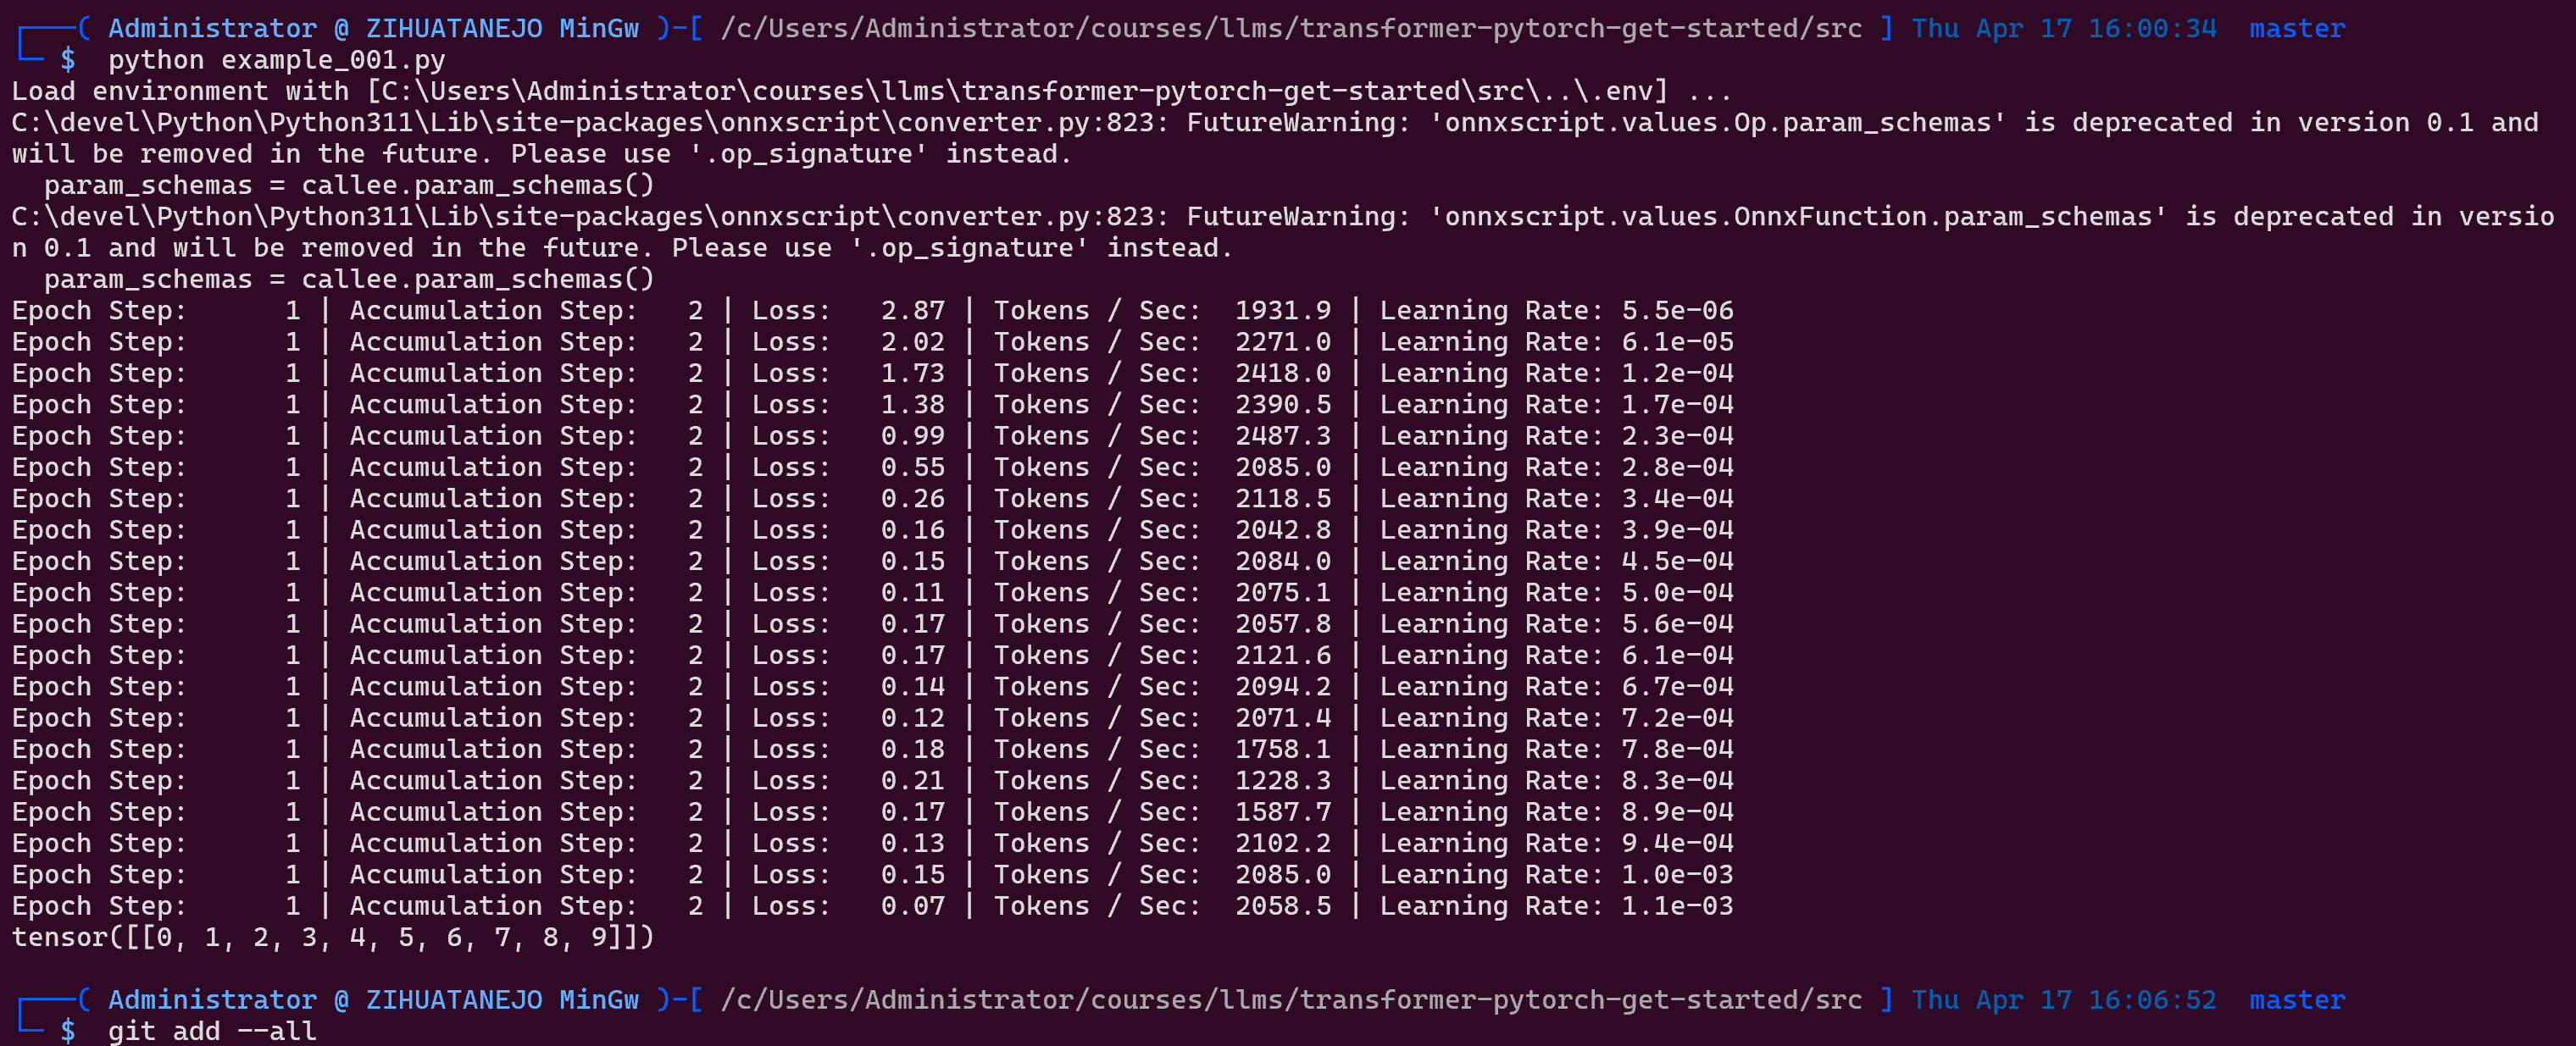 ┌───( Administrator @ ZIHUATANEJO MinGw )-[ /c/Users/Administrator/courses/llms/transformer-pytorch-get-started/src ] Thu Apr 17 16:00:34  master
└─ $  python example_001.py
Load environment with [C:\Users\Administrator\courses\llms\transformer-pytorch-get-started\src\..\.env] ...
C:\devel\Python\Python311\Lib\site-packages\onnxscript\converter.py:823: FutureWarning: 'onnxscript.values.Op.param_schemas' is deprecated in version 0.1 and
will be removed in the future. Please use '.op_signature' instead.
  param_schemas = callee.param_schemas()
C:\devel\Python\Python311\Lib\site-packages\onnxscript\converter.py:823: FutureWarning: 'onnxscript.values.OnnxFunction.param_schemas' is deprecated in versio
n 0.1 and will be removed in the future. Please use '.op_signature' instead.
  param_schemas = callee.param_schemas()
Epoch Step:      1 | Accumulation Step:   2 | Loss:   2.87 | Tokens / Sec:  1931.9 | Learning Rate: 5.5e-06
Epoch Step:      1 | Accumulation Step:   2 | Loss:   2.02 | Tokens / Sec:  2271.0 | Learning Rate: 6.1e-05
Epoch Step:      1 | Accumulation Step:   2 | Loss:   1.73 | Tokens / Sec:  2418.0 | Learning Rate: 1.2e-04
Epoch Step:      1 | Accumulation Step:   2 | Loss:   1.38 | Tokens / Sec:  2390.5 | Learning Rate: 1.7e-04
Epoch Step:      1 | Accumulation Step:   2 | Loss:   0.99 | Tokens / Sec:  2487.3 | Learning Rate: 2.3e-04
Epoch Step:      1 | Accumulation Step:   2 | Loss:   0.55 | Tokens / Sec:  2085.0 | Learning Rate: 2.8e-04
Epoch Step:      1 | Accumulation Step:   2 | Loss:   0.26 | Tokens / Sec:  2118.5 | Learning Rate: 3.4e-04
Epoch Step:      1 | Accumulation Step:   2 | Loss:   0.16 | Tokens / Sec:  2042.8 | Learning Rate: 3.9e-04
Epoch Step:      1 | Accumulation Step:   2 | Loss:   0.15 | Tokens / Sec:  2084.0 | Learning Rate: 4.5e-04
Epoch Step:      1 | Accumulation Step:   2 | Loss:   0.11 | Tokens / Sec:  2075.1 | Learning Rate: 5.0e-04
Epoch Step:      1 | Accumulation Step:   2 | Loss:   0.17 | Tokens / Sec:  2057.8 | Learning Rate: 5.6e-04
Epoch Step:      1 | Accumulation Step:   2 | Loss:   0.17 | Tokens / Sec:  2121.6 | Learning Rate: 6.1e-04
Epoch Step:      1 | Accumulation Step:   2 | Loss:   0.14 | Tokens / Sec:  2094.2 | Learning Rate: 6.7e-04
Epoch Step:      1 | Accumulation Step:   2 | Loss:   0.12 | Tokens / Sec:  2071.4 | Learning Rate: 7.2e-04
Epoch Step:      1 | Accumulation Step:   2 | Loss:   0.18 | Tokens / Sec:  1758.1 | Learning Rate: 7.8e-04
Epoch Step:      1 | Accumulation Step:   2 | Loss:   0.21 | Tokens / Sec:  1228.3 | Learning Rate: 8.3e-04
Epoch Step:      1 | Accumulation Step:   2 | Loss:   0.17 | Tokens / Sec:  1587.7 | Learning Rate: 8.9e-04
Epoch Step:      1 | Accumulation Step:   2 | Loss:   0.13 | Tokens / Sec:  2102.2 | Learning Rate: 9.4e-04
Epoch Step:      1 | Accumulation Step:   2 | Loss:   0.15 | Tokens / Sec:  2085.0 | Learning Rate: 1.0e-03
Epoch Step:      1 | Accumulation Step:   2 | Loss:   0.07 | Tokens / Sec:  2058.5 | Learning Rate: 1.1e-03
tensor([[0, 1, 2, 3, 4, 5, 6, 7, 8, 9]])
┌───( Administrator @ ZIHUATANEJO MinGw )-[ /c/Users/Administrator/courses/llms/transformer-pytorch-get-started/src ] Thu Apr 17 16:06:52  master
└─ $  git add --all